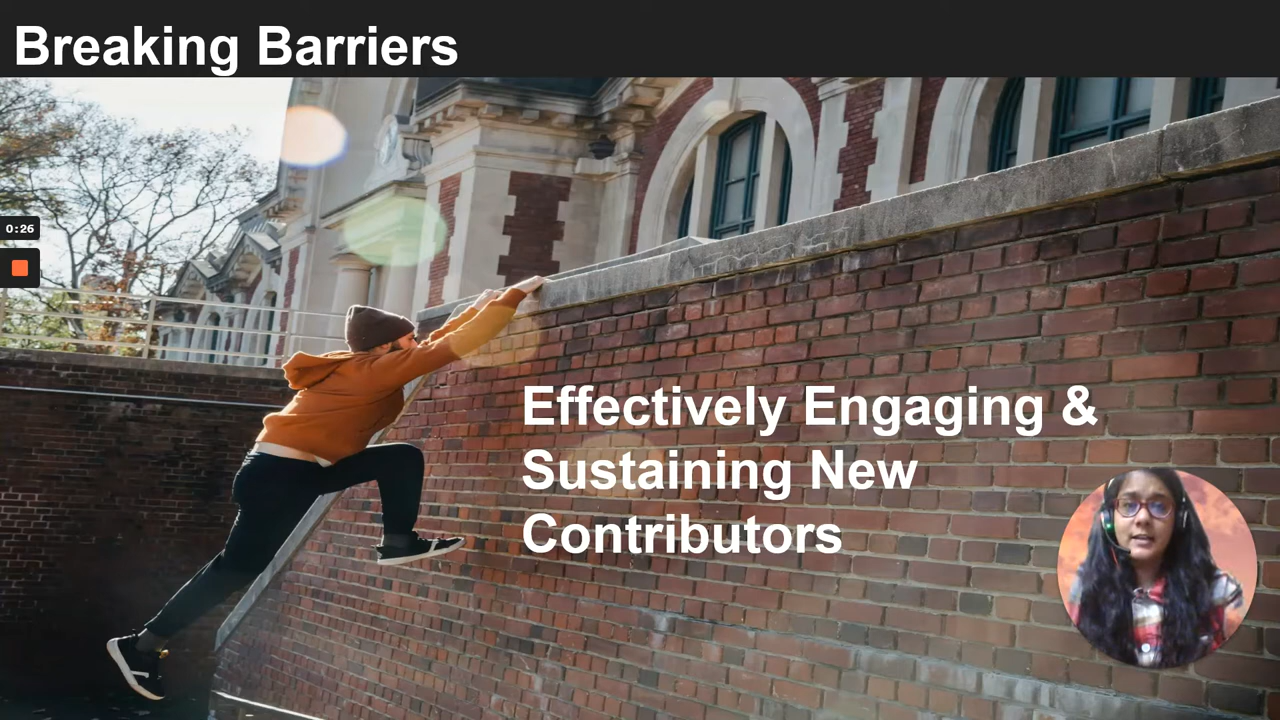 Breaking Barriers
0:26
Effectively Engaging &
Sustaining New
Contributors